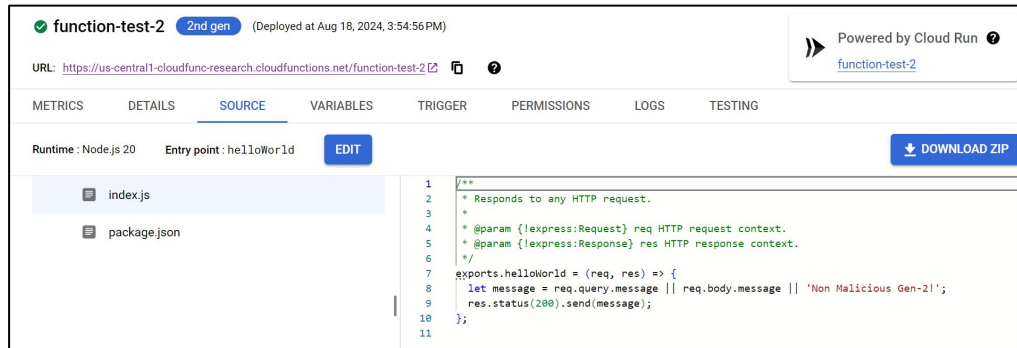 function-test-2 2nd gen (Deployed at Aug 18, 2024, 3:54:56 PM)
Powered by Cloud Run
function-test-2
URL: https://us-central1-cloudfunc-research.cloudfunctions.net/function-test-2
METRICS DETAILS SOURCE VARIABLES TRIGGER PERMISSIONS LOGS TESTING
Runtime : Node.js 20 Entry point : helloWorld EDIT DOWNLOAD ZIP
index.js
package.json
1 /**
2 * Responds to any HTTP request.
3 *
4 * @param {!express:Request} req HTTP request context.
5 * @param {!express:Response} res HTTP response context.
6 */
7 exports.helloWorld = (req, res) => {
8 let message = req.query.message || req.body.message || 'Non Malicious Gen-2!';
9 res.status(200).send(message);
10 };
11